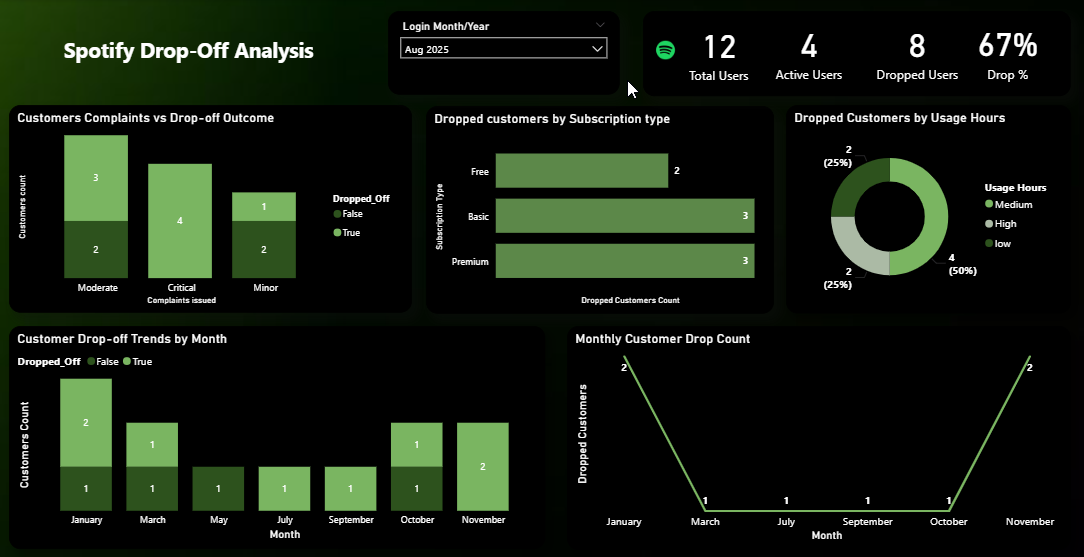 Spotify Drop-Off Analysis
Login Month/Year
Aug 2025
12
Total Users
4
Active Users
8
Dropped Users
67%
Drop %
Customers Complaints vs Drop-off Outcome
Customers count
3
2
4
1
2
Moderate
Critical
Minor
Complaints issued
Dropped_Off
False
True
Dropped customers by Subscription type
Subscription Type
Free
2
Basic
3
Premium
3
Dropped Customers Count
Dropped Customers by Usage Hours
2
(25%)
2
(25%)
4
(50%)
Usage Hours
Medium
High
low
Customer Drop-off Trends by Month
Dropped_Off False True
Customers Count
2
1
1
1
1
1
1
1
1
2
January
March
May
July
September
October
November
Month
Monthly Customer Drop Count
Dropped Customers
2
1
1
1
1
2
January
March
July
September
October
November
Month